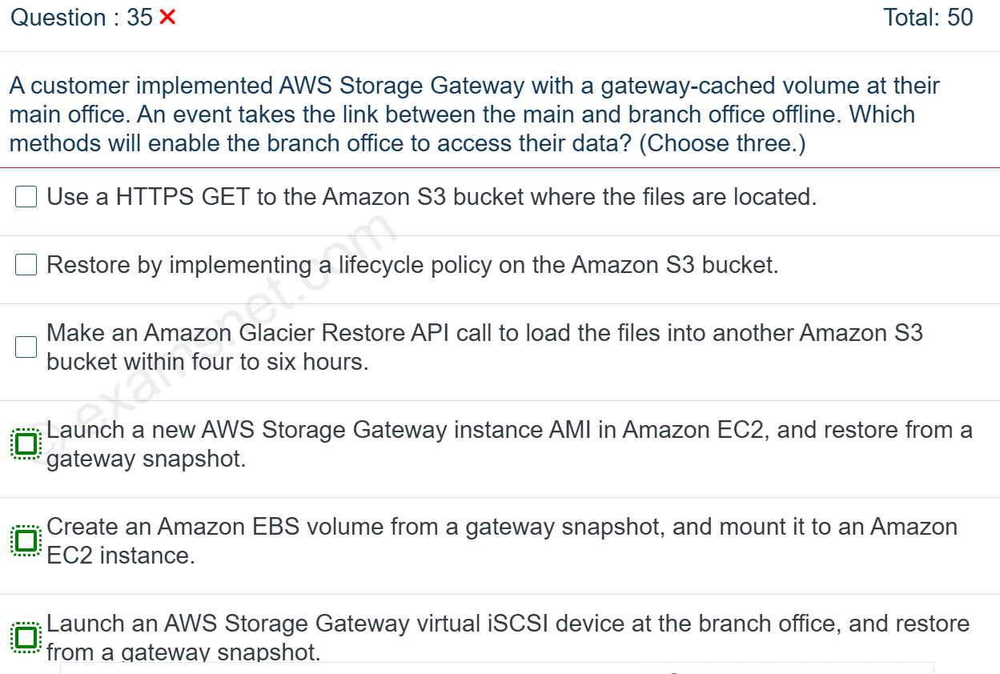 Question : 35 ❌ Total: 50
A customer implemented AWS Storage Gateway with a gateway-cached volume at their
main office. An event takes the link between the main and branch office offline. Which
methods will enable the branch office to access their data? (Choose three.)
Use a HTTPS GET to the Amazon S3 bucket where the files are located.
Restore by implementing a lifecycle policy on the Amazon S3 bucket.
Make an Amazon Glacier Restore API call to load the files into another Amazon S3
bucket within four to six hours.
Launch a new AWS Storage Gateway instance AMI in Amazon EC2, and restore from a
gateway snapshot.
Create an Amazon EBS volume from a gateway snapshot, and mount it to an Amazon
EC2 instance.
Launch an AWS Storage Gateway virtual iSCSI device at the branch office, and restore
from a gateway snapshot.
© examsnet.com